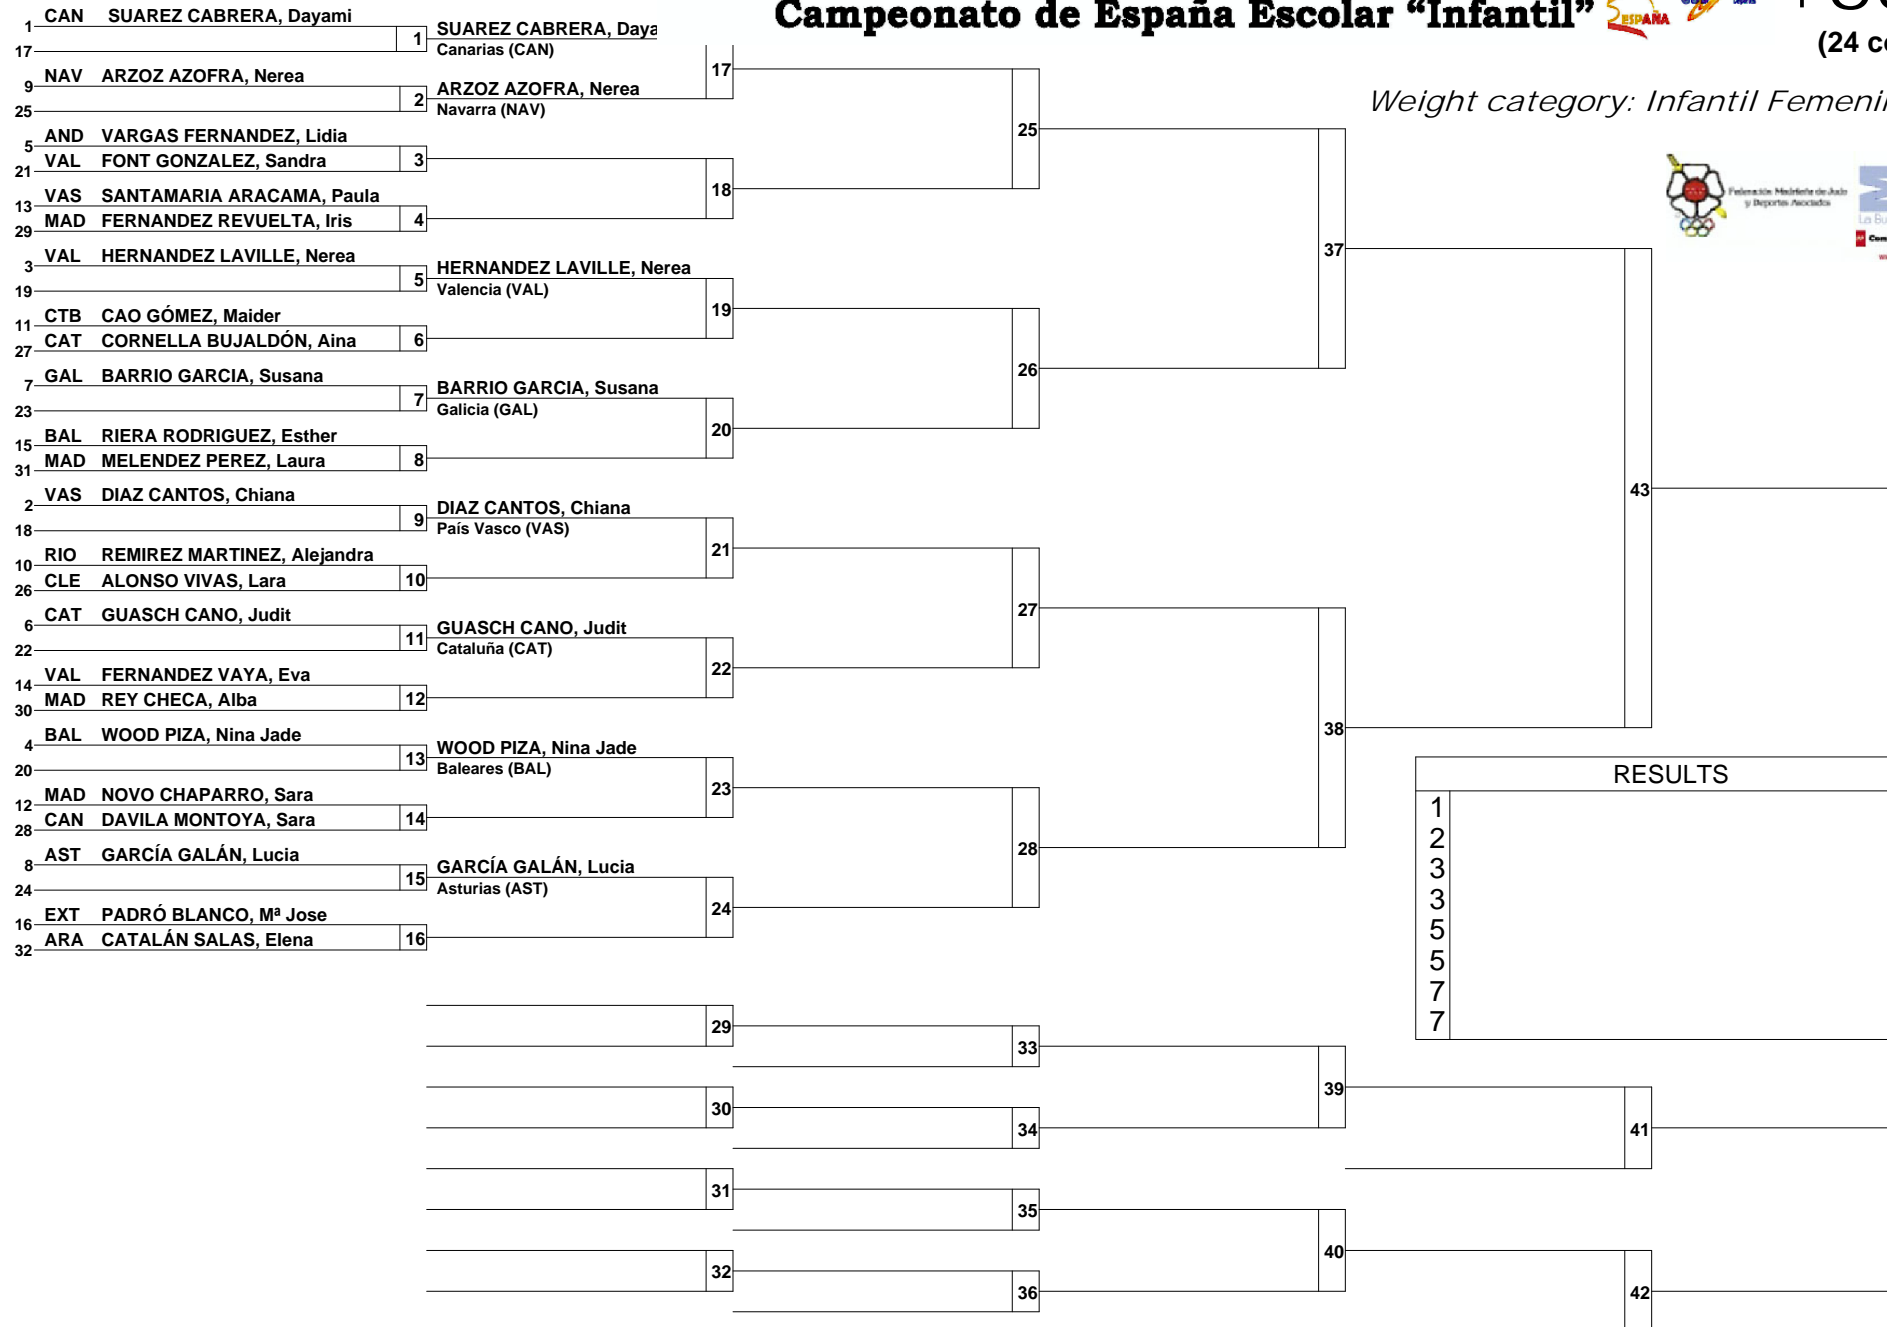 Campeonato de España Escolar “Infantil”
ESPAÑA
(24
Weight category: Infantil
Federación Madrileña de Judo
y Deportes Asociados
1 CAN SUAREZ CABRERA, Dayami
17
1
9 NAV ARZOZ AZOFRA, Nerea
25
2
5 AND VARGAS FERNANDEZ, Lidia
21 VAL FONT GONZALEZ, Sandra
3
13 VAS SANTAMARIA ARACAMA, Paula
29 MAD FERNANDEZ REVUELTA, Iris
4
3 VAL HERNANDEZ LAVILLE, Nerea
19
5
11 CTB CAO GÓMEZ, Maider
27 CAT CORNELLA BUJALDÓN, Aina
6
7 GAL BARRIO GARCIA, Susana
23
7
15 BAL RIERA RODRIGUEZ, Esther
31 MAD MELENDEZ PEREZ, Laura
8
2 VAS DIAZ CANTOS, Chiana
18
9
10 RIO REMIREZ MARTINEZ, Alejandra
26 CLE ALONSO VIVAS, Lara
10
6 CAT GUASCH CANO, Judit
22
11
14 VAL FERNANDEZ VAYA, Eva
30 MAD REY CHECA, Alba
12
4 BAL WOOD PIZA, Nina Jade
20
13
12 MAD NOVO CHAPARRO, Sara
28 CAN DAVILA MONTOYA, Sara
14
8 AST GARCÍA GALÁN, Lucia
24
15
16 EXT PADRÓ BLANCO, Mª Jose
32 ARA CATALÁN SALAS, Elena
16
SUAREZ CABRERA, Daya
Canarias (CAN)
17
ARZOZ AZOFRA, Nerea
Navarra (NAV)
18
HERNANDEZ LAVILLE, Nerea
Valencia (VAL)
19
BARRIO GARCIA, Susana
Galicia (GAL)
20
DIAZ CANTOS, Chiana
País Vasco (VAS)
21
GUASCH CANO, Judit
Cataluña (CAT)
22
WOOD PIZA, Nina Jade
Baleares (BAL)
23
GARCÍA GALÁN, Lucia
Asturias (AST)
24
25
26
27
28
37
38
43
RESULTS
1
2
3
3
5
5
7
7
29
30
31
32
33
34
35
36
39
40
41
42